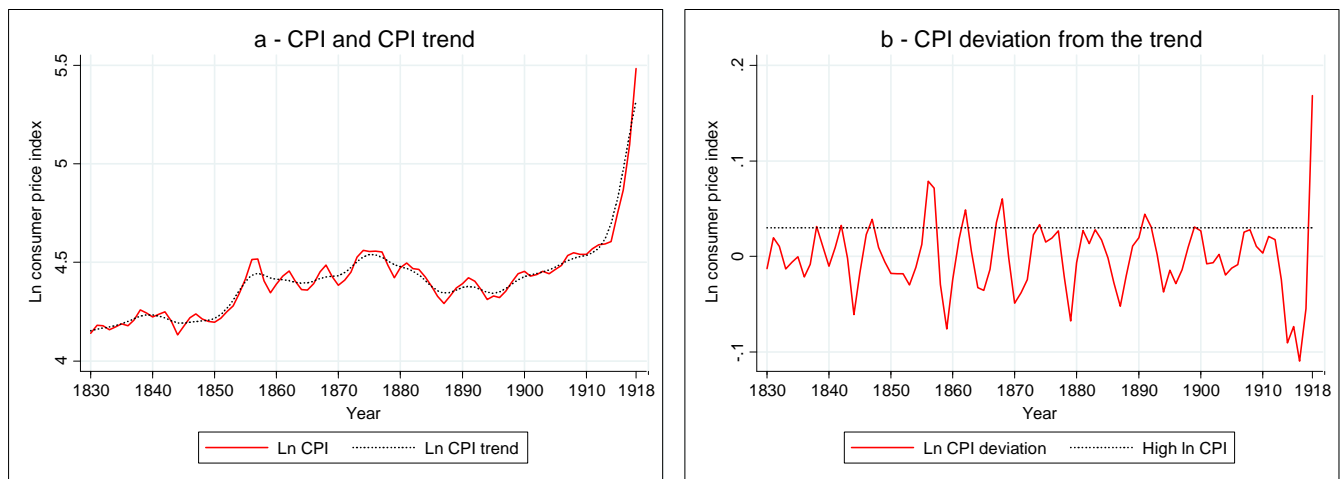 a - CPI and CPI trend
Ln consumer price index
5.5
5
4.5
4
1830 1840 1850 1860 1870 1880 1890 1900 1910 1918
Year
Ln CPI Ln CPI trend
b - CPI deviation from the trend
Ln consumer price index
.2
.1
0
-.1
1830 1840 1850 1860 1870 1880 1890 1900 1910 1918
Year
Ln CPI deviation High ln CPI